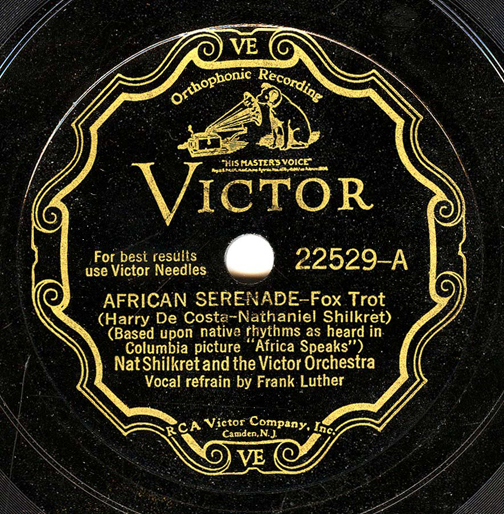 VE
Orthophonic Recording
"HIS MASTER'S VOICE"
VICTOR
For best results
use Victor Needles
22529-A
AFRICAN SERENADE-Fox Trot
(Harry De Costa-Nathaniel Shilkret)
(Based upon native rhythms as heard in
Columbia picture "Africa Speaks")
Nat Shilkret and the Victor Orchestra
Vocal refrain by Frank Luther
RCA Victor Company, Inc.
Camden, N.J.
VE